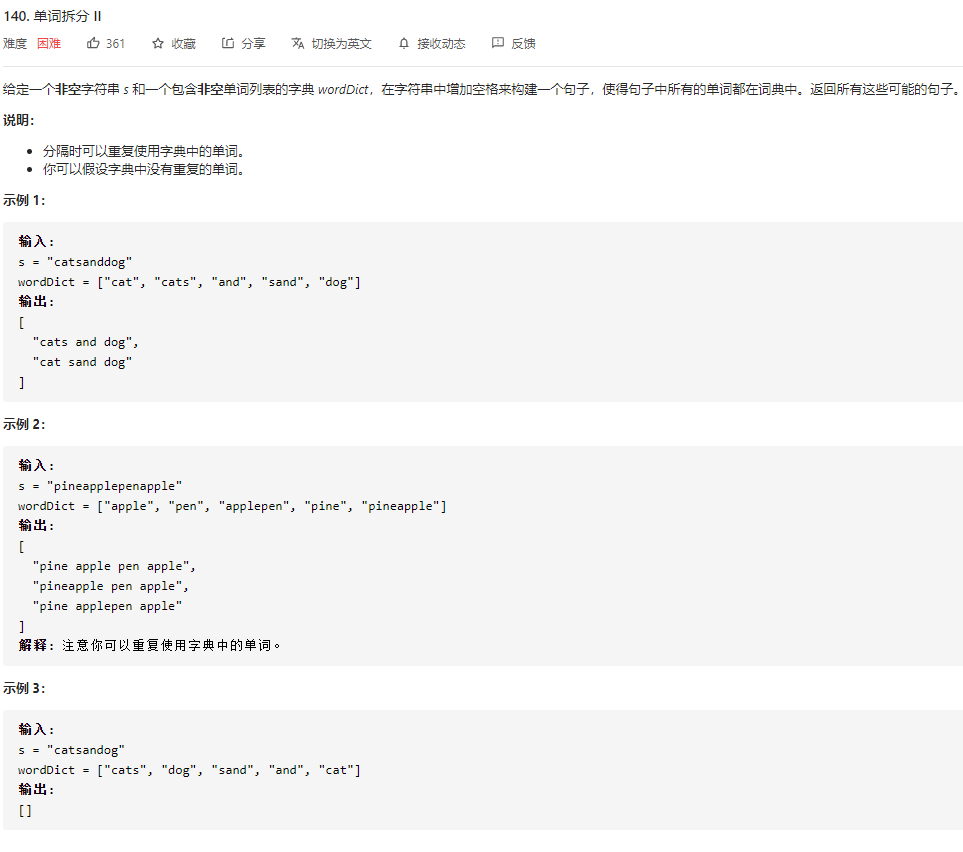 140. 单词拆分 II
难度 困难 361 收藏 分享 切换为英文 接收动态 反馈
给定一个非空字符串 s 和一个包含非空单词列表的字典 wordDict，在字符串中增加空格来构建一个句子，使得句子中所有的单词都在词典中。返回所有这些可能的句子。
说明：
• 分隔时可以重复使用字典中的单词。
• 你可以假设字典中没有重复的单词。
示例 1：
输入:
s = "catsanddog"
wordDict = ["cat", "cats", "and", "sand", "dog"]
输出:
[
"cats and dog",
"cat sand dog"
]
示例 2：
输入:
s = "pineapplepenapple"
wordDict = ["apple", "pen", "applepen", "pine", "pineapple"]
输出:
[
"pine apple pen apple",
"pineapple pen apple",
"pine applepen apple"
]
解释: 注意你可以重复使用字典中的单词。
示例 3：
输入:
s = "catsandog"
wordDict = ["cats", "dog", "sand", "and", "cat"]
输出:
[]